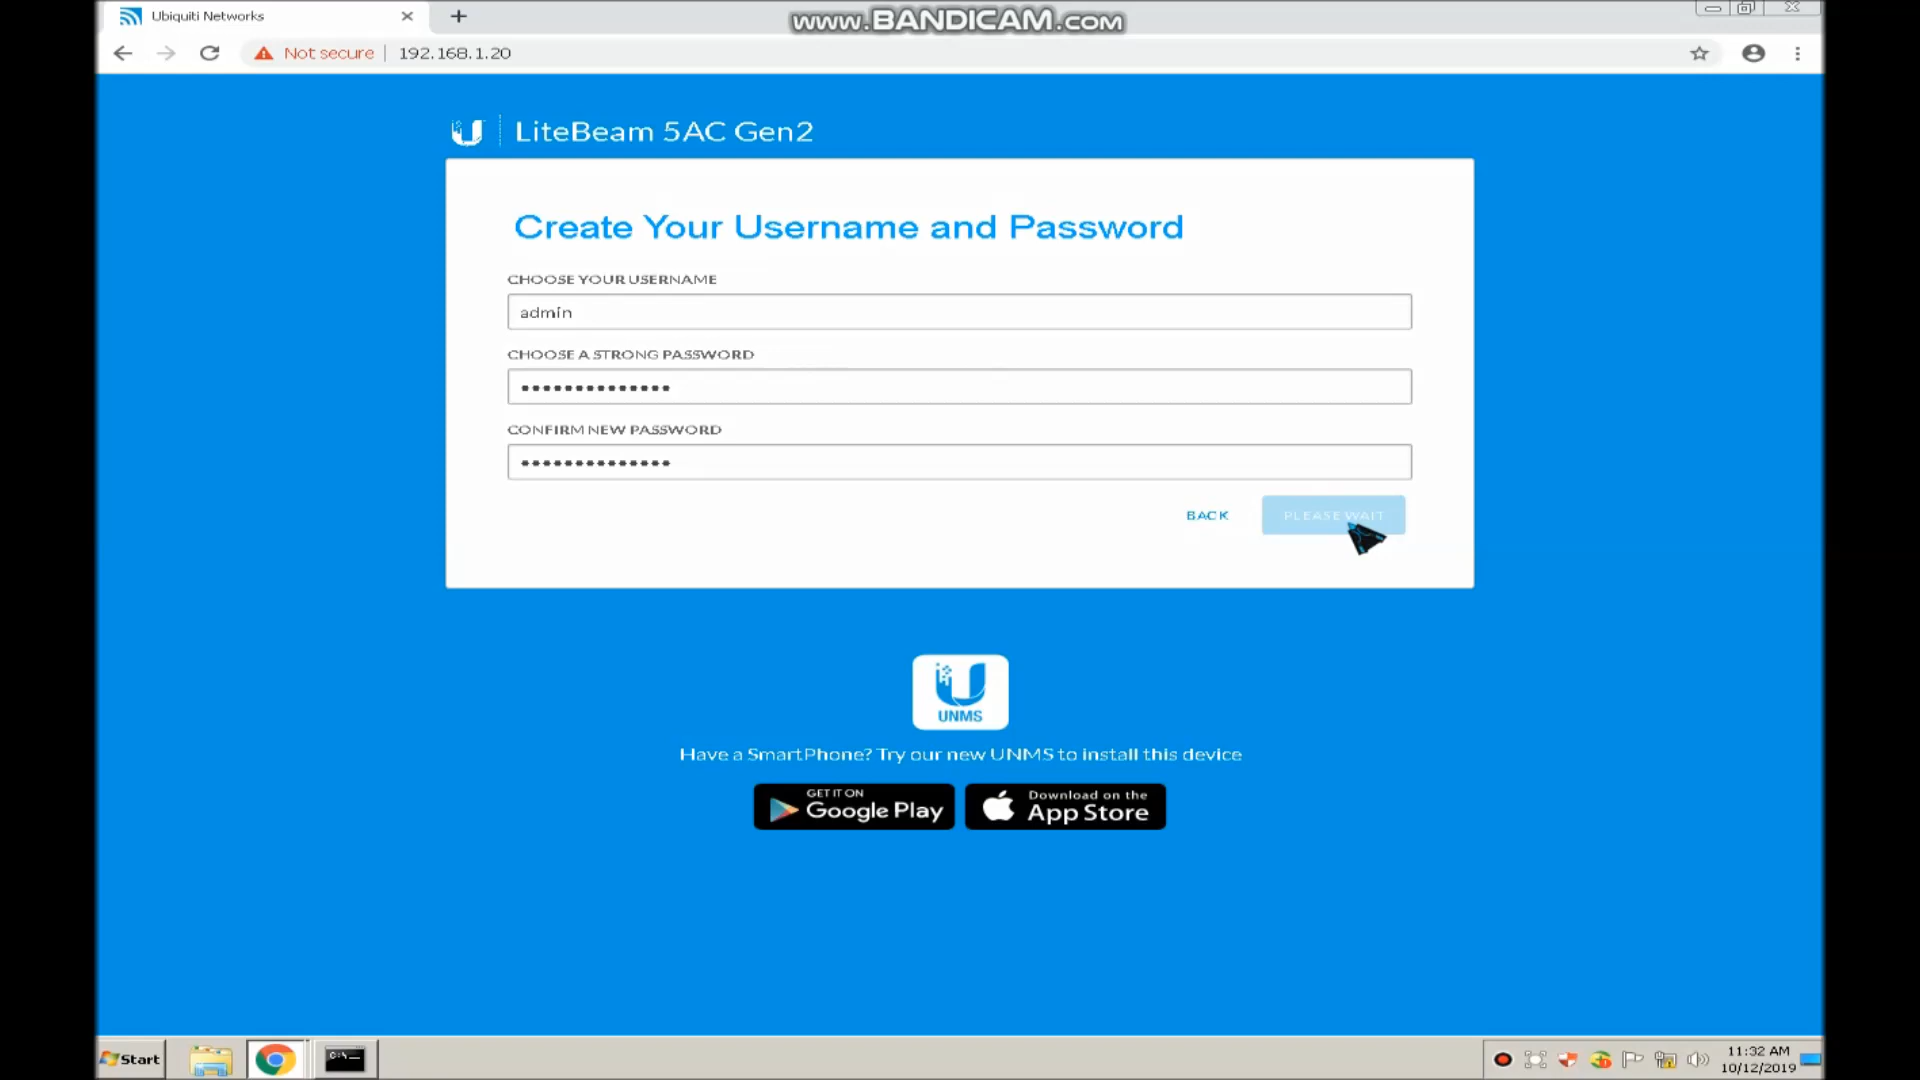 Ubiquiti Networks
www.BANDICAM.com
Not secure
192.168.1.20
LiteBeam 5AC Gen2
Create Your Username and Password
CHOOSE YOUR USERNAME
admin
CHOOSE A STRONG PASSWORD
••••••••••••••
CONFIRM NEW PASSWORD
••••••••••••••
BACK
PLEASE WAIT
UNMS
Have a SmartPhone? Try our new UNMS to install this device
GET IT ON
Google Play
Download on the
App Store
Start
C:\
11:32 AM
10/12/2019